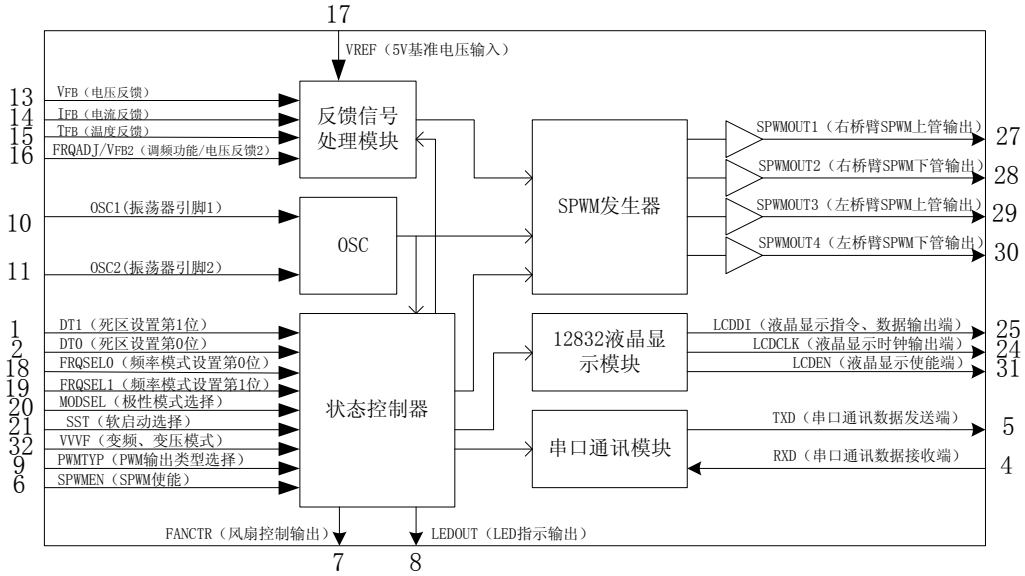 17
VREF（5V基准电压输入）
13 VFB（电压反馈）
14 IFB（电流反馈）
15 TFB（温度反馈）
16 FRQADJ/VFB2（调频功能/电压反馈2）
反馈信号
处理模块
10 OSC1(振荡器引脚1）
11 OSC2(振荡器引脚2）
OSC
SPWM发生器
SPWMOUT1（右桥臂SPWM上管输出） 27
SPWMOUT2（右桥臂SPWM下管输出） 28
SPWMOUT3（左桥臂SPWM上管输出） 29
SPWMOUT4（左桥臂SPWM下管输出） 30
1 DT1（死区设置第1位）
2 DT0（死区设置第0位）
18 FRQSEL0（频率模式设置第0位）
19 FRQSEL1（频率模式设置第1位）
20 MODSEL（极性模式选择）
21 SST（软启动选择）
32 VVVF（变频、变压模式）
9 PWMTYP（PWM输出类型选择）
6 SPWMEN（SPWM使能）
状态控制器
12832液晶显
示模块
LCDDI（液晶显示指令、数据输出端） 25
LCDCLK（液晶显示时钟输出端） 24
LCDEN（液晶显示使能端） 31
串口通讯模块
TXD（串口通讯数据发送端） 5
RXD（串口通讯数据接收端） 4
FANCTR（风扇控制输出）
LEDOUT（LED指示输出）
7
8